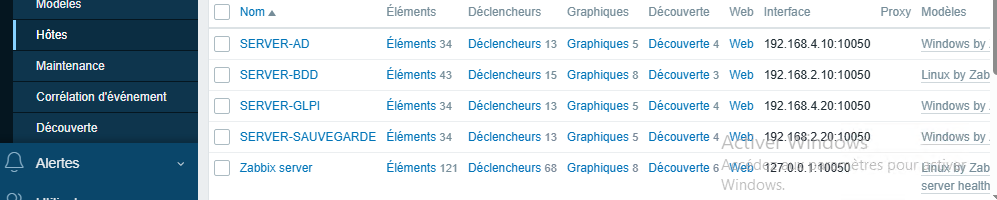 Modèles
Hôtes
Maintenance
Corrélation d'événement
Découverte
Alertes
Nom Éléments Déclencheurs Graphiques Découverte Web Interface Proxy Modèles
SERVER-AD Éléments 34 Déclencheurs 13 Graphiques 5 Découverte 4 Web 192.168.4.10:10050 Windows by
SERVER-BDD Éléments 43 Déclencheurs 15 Graphiques 8 Découverte 3 Web 192.168.2.10:10050 Linux by Zab
SERVER-GLPI Éléments 34 Déclencheurs 13 Graphiques 5 Découverte 4 Web 192.168.4.20:10050 Windows by
SERVER-SAUVEGARDE Éléments 34 Déclencheurs 13 Graphiques 5 Découverte 4 Web 192.168.2.20:10050 Windows by
Zabbix server Éléments 121 Déclencheurs 68 Graphiques 8 Découverte 6 Web 127.0.0.1:10050 Linux by Zab
server health
Activer Windows
Accédez aux paramètres pour activer
Windows.